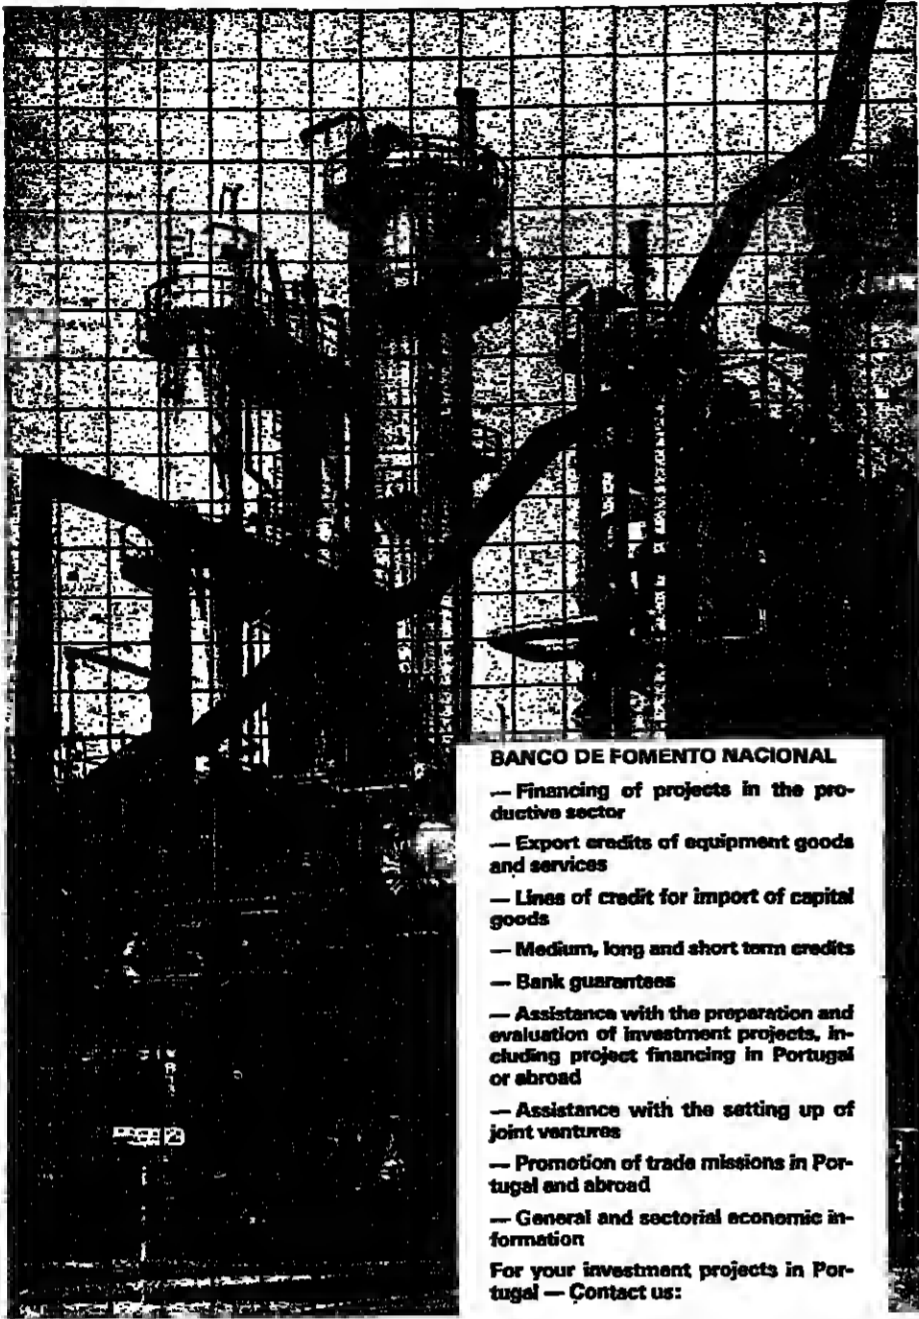 BANCO DE FOMENTO NACIONAL
— Financing of projects in the pro-
ductive sector
— Export credits of equipment goods
and services
— Lines of credit for import of capital
goods
— Medium, long and short term credits
— Bank guarantees
— Assistance with the preparation and
evaluation of investment projects, in-
cluding project financing in Portugal
or abroad
— Assistance with the setting up of
joint ventures
— Promotion of trade missions in Por-
tugal and abroad
— General and sectorial economic in-
formation
For your investment projects in Por-
tugal — Contact us: